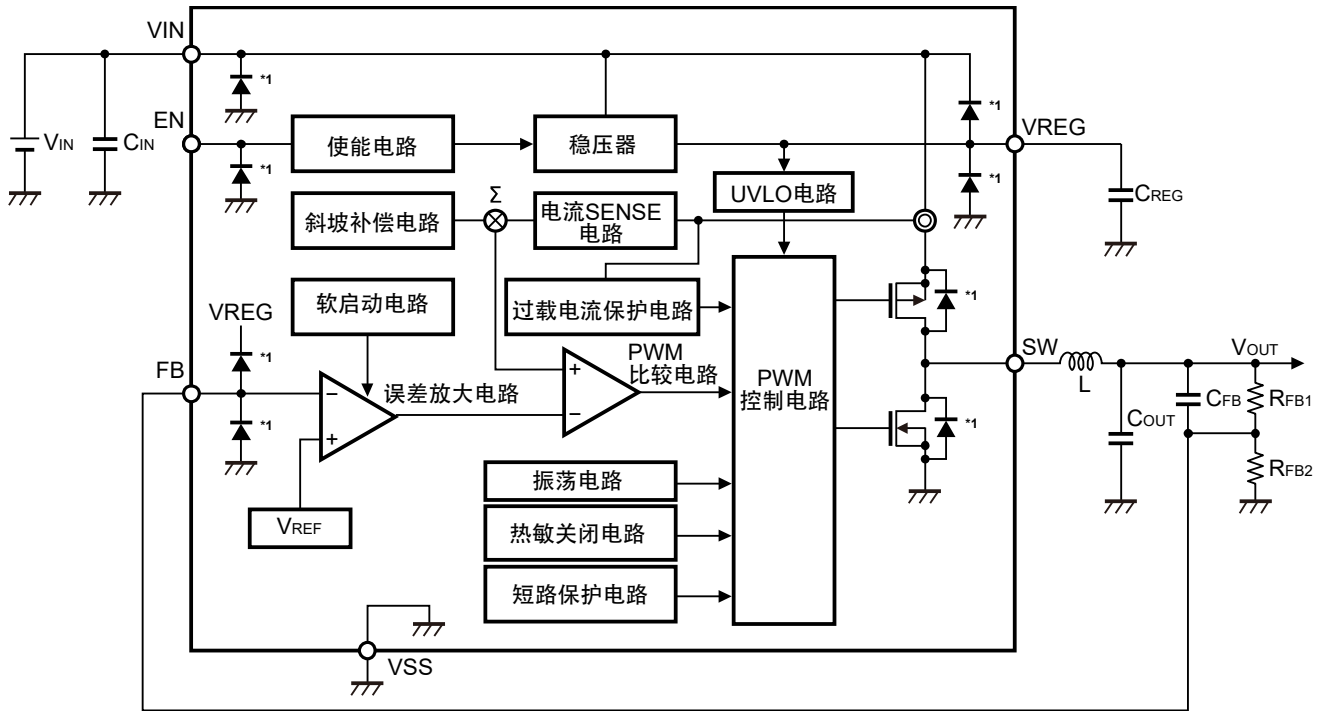 VIN
*1
*1
EN
VIN
CIN
使能电路
稳压器
*1
VREG
*1
CREG
UVLO电路
Σ
斜坡补偿电路
电流SENSE
电路
软启动电路
过载电流保护电路
*1
VREG
*1
FB
*1
误差放大电路
PWM
比较电路
PWM
控制电路
SW
L
VOUT
CFB
RFB1
COUT
RFB2
*1
−
+
+
−
VREF
振荡电路
热敏关闭电路
短路保护电路
VSS